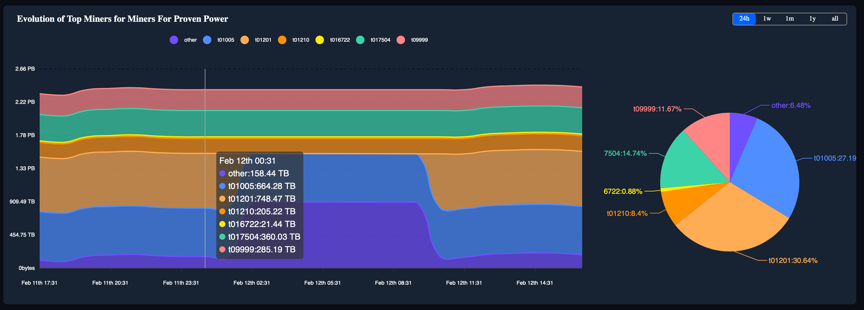 Evolution of Top Miners for Miners For Proven Power
24h 1w 1m 1y all
other t01005 t01201 t01210 t016722 t017504 t09999
2.66 PB
2.22 PB
1.78 PB
1.33 PB
909.49 TB
454.75 TB
0bytes
Feb 12th 00:31
other:158.44 TB
t01005:664.28 TB
t01201:748.47 TB
t01210:205.22 TB
t016722:21.44 TB
t017504:360.03 TB
t09999:285.19 TB
Feb 11th 17:31 Feb 11th 20:31 Feb 11th 23:31 Feb 12th 02:31 Feb 12th 05:31 Feb 12th 08:31 Feb 12th 11:31 Feb 12th 14:31
other:6.48%
t09999:11.67%
t01005:27.19
7504:14.74%
6722:0.88%
t01210:8.4%
t01201:30.64%